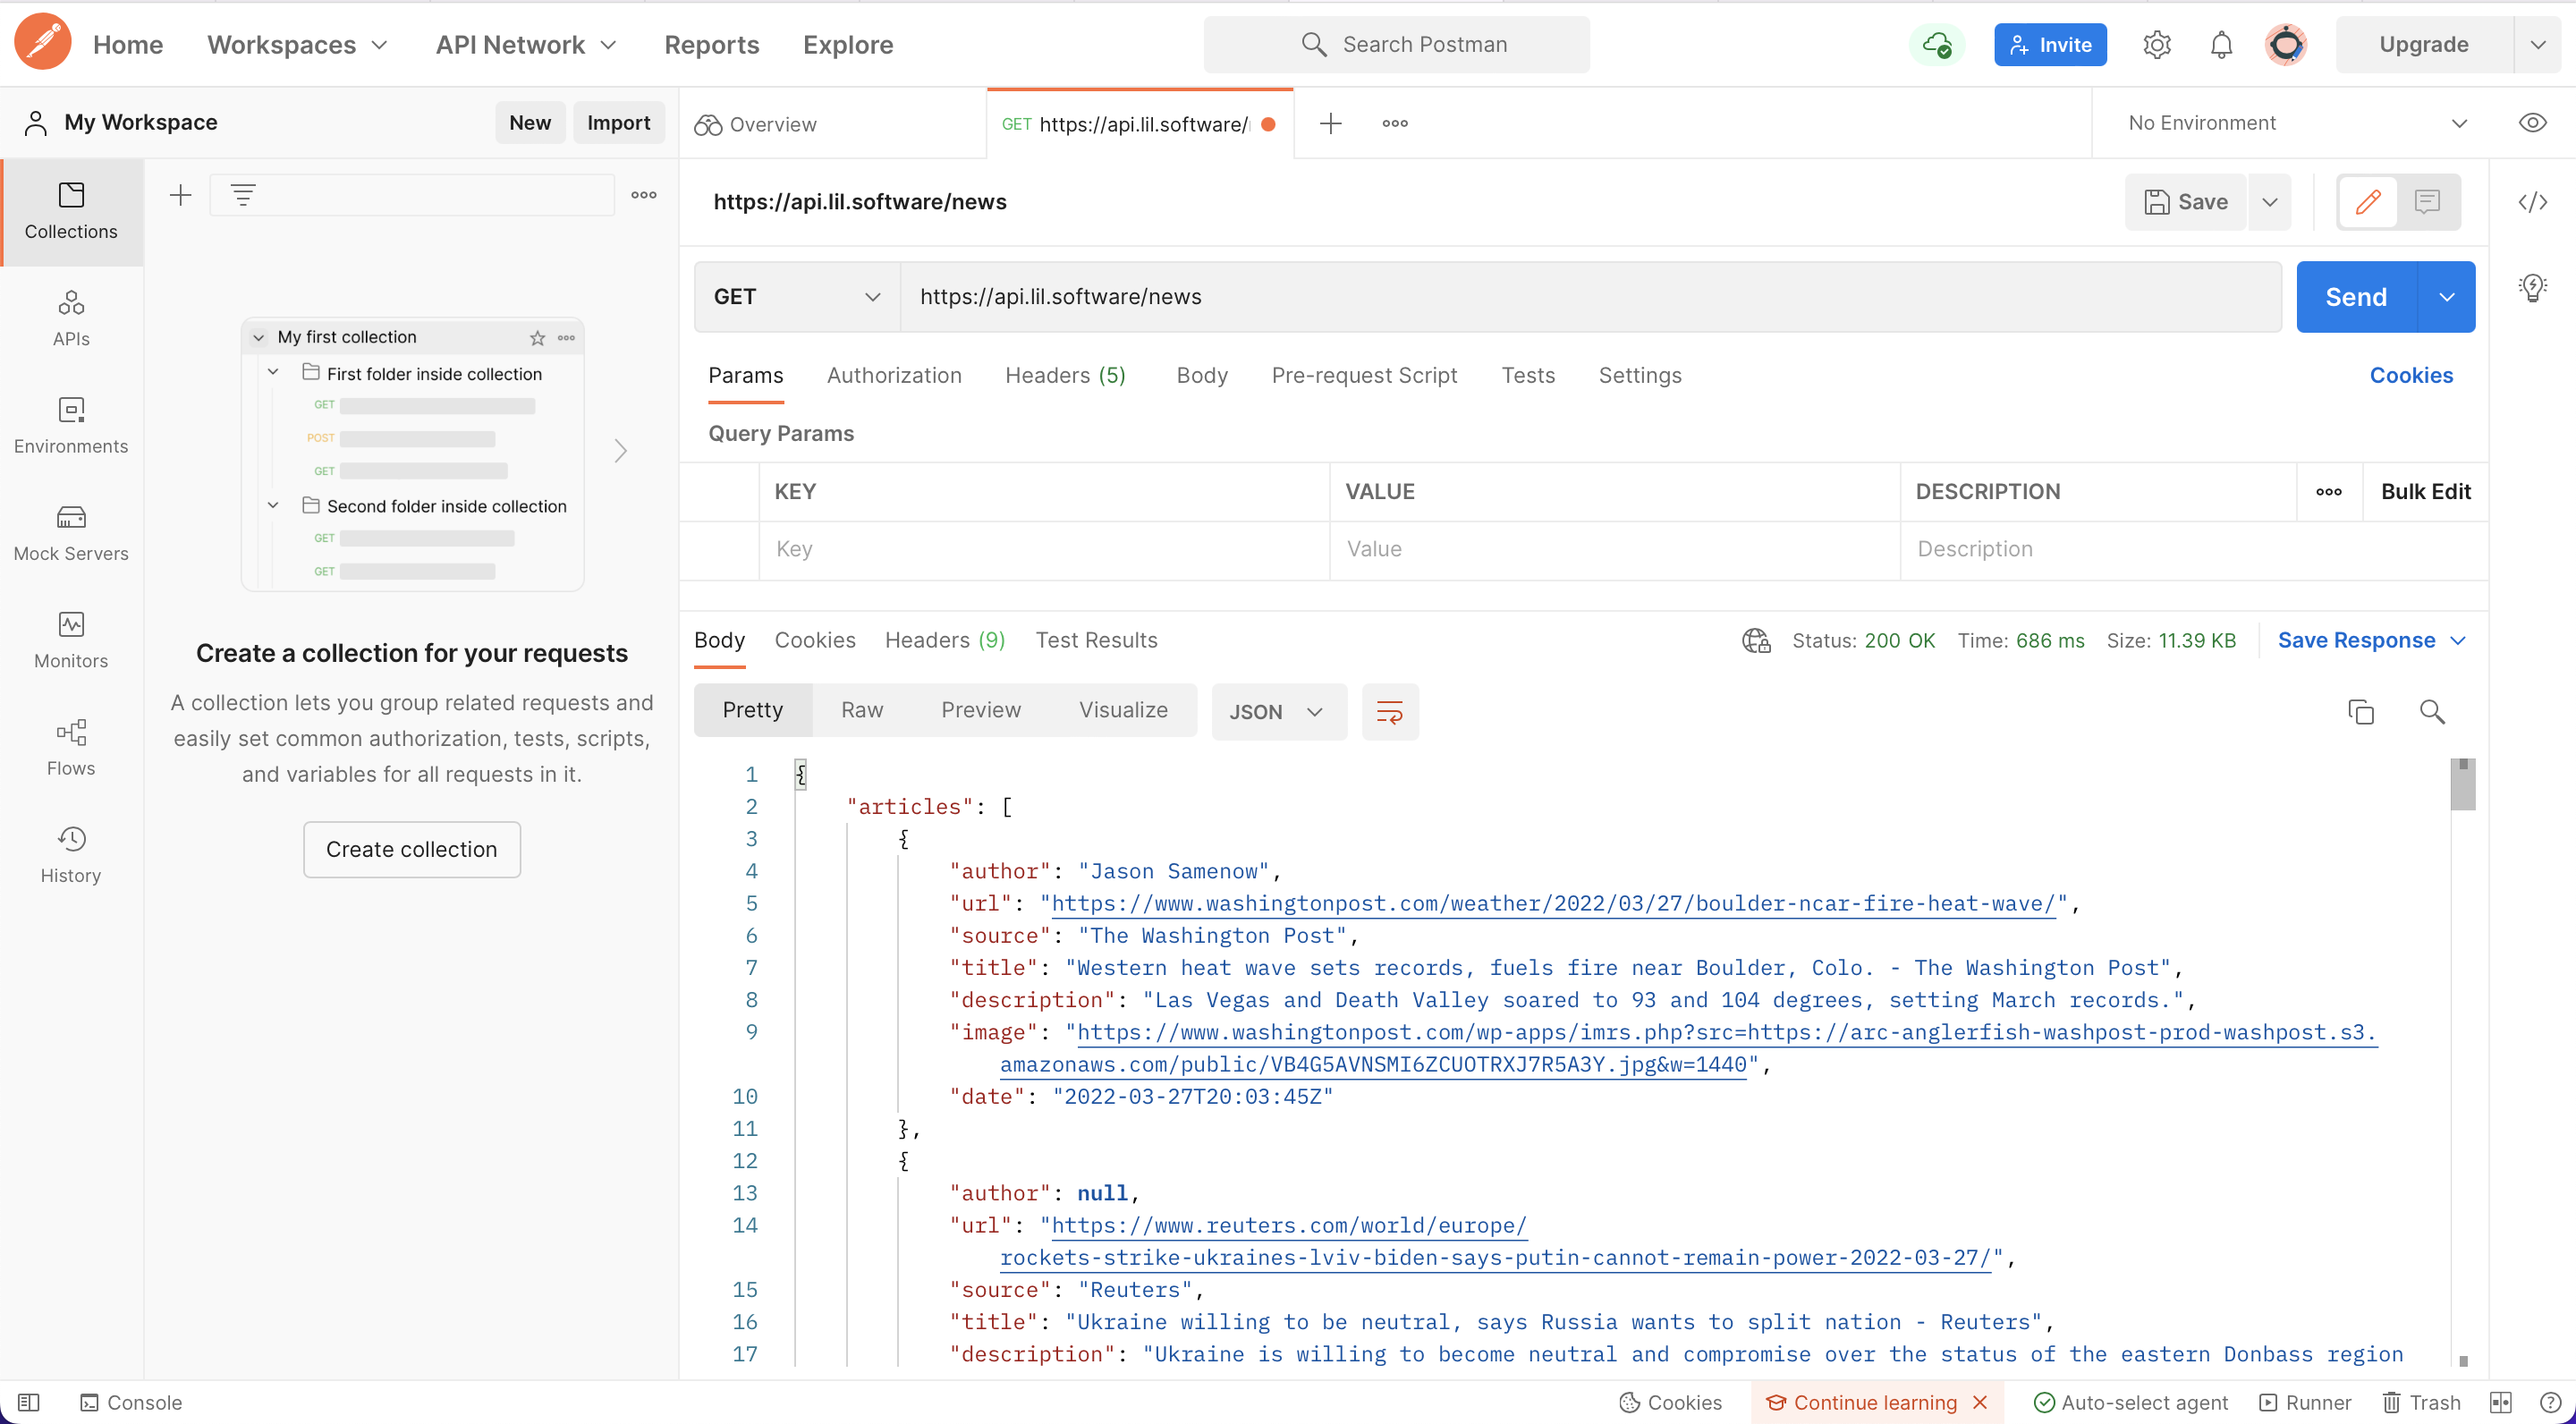 Home Workspaces API Network Reports Explore Search Postman Invite Upgrade
My Workspace New Import Overview GET https://api.lil.software/ No Environment
Collections
APIs
Environments
Mock Servers
Monitors
Flows
History
My first collection
First folder inside collection
GET
POST
GET
Second folder inside collection
GET
GET
Create a collection for your requests
A collection lets you group related requests and
easily set common authorization, tests, scripts,
and variables for all requests in it.
Create collection
https://api.lil.software/news Save
GET https://api.lil.software/news Send
Params Authorization Headers (5) Body Pre-request Script Tests Settings Cookies
Query Params
KEY VALUE DESCRIPTION Bulk Edit
Key Value Description
Body Cookies Headers (9) Test Results Status: 200 OK Time: 686 ms Size: 11.39 KB Save Response
Pretty Raw Preview Visualize JSON
1 {
2 "articles": [
3 {
4 "author": "Jason Samenow",
5 "url": "https://www.washingtonpost.com/weather/2022/03/27/boulder-ncar-fire-heat-wave/",
6 "source": "The Washington Post",
7 "title": "Western heat wave sets records, fuels fire near Boulder, Colo. - The Washington Post",
8 "description": "Las Vegas and Death Valley soared to 93 and 104 degrees, setting March records.",
9 "image": "https://www.washingtonpost.com/wp-apps/imrs.php?src=https://arc-anglerfish-washpost-prod-washpost.s3.
amazonaws.com/public/VB4G5AVNSMI6ZCUOTRXJ7R5A3Y.jpg&w=1440",
10 "date": "2022-03-27T20:03:45Z"
11 },
12 {
13 "author": null,
14 "url": "https://www.reuters.com/world/europe/
rockets-strike-ukraines-lviv-biden-says-putin-cannot-remain-power-2022-03-27/",
15 "source": "Reuters",
16 "title": "Ukraine willing to be neutral, says Russia wants to split nation - Reuters",
17 "description": "Ukraine is willing to become neutral and compromise over the status of the eastern Donbass region
Console Cookies Continue learning Auto-select agent Runner Trash